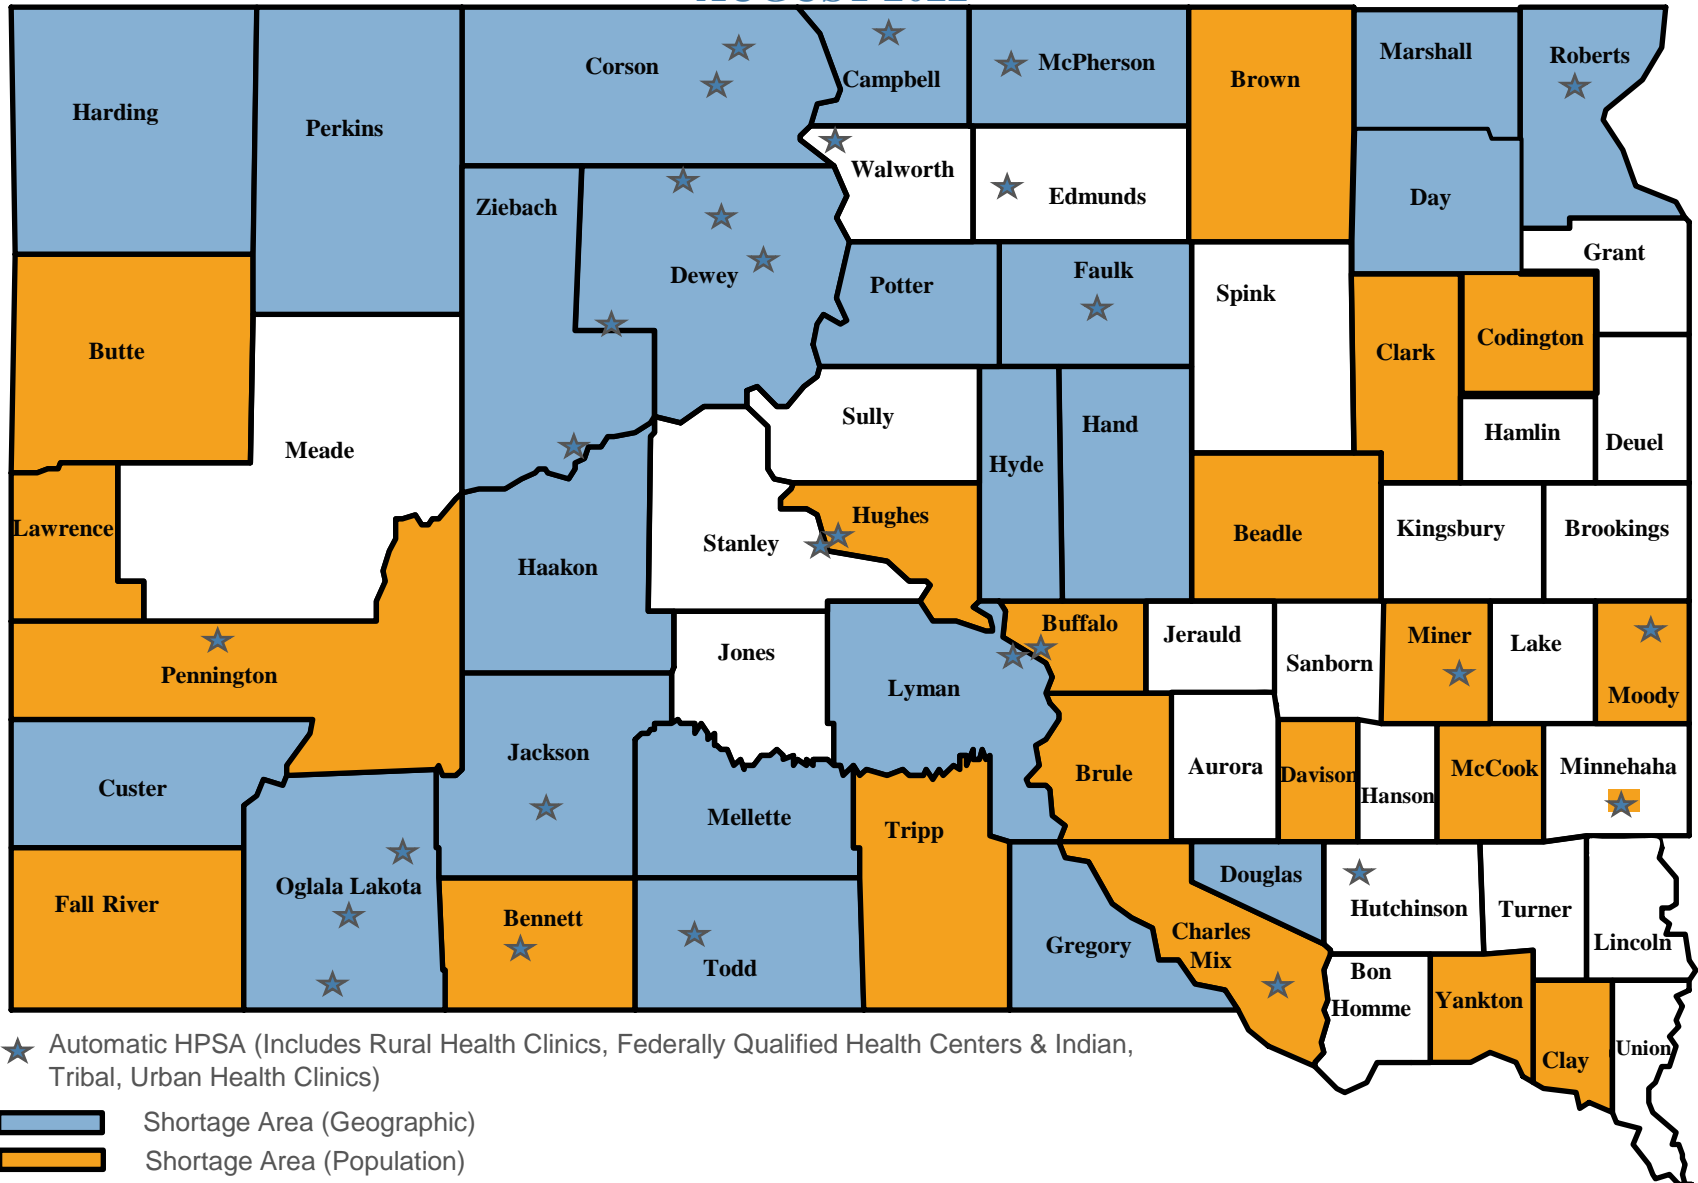 Harding
Perkins
Corson
Campbell
McPherson
Brown
Marshall
Roberts
Walworth
Edmunds
Day
Grant
Ziebach
Dewey
Potter
Faulk
Spink
Butte
Clark
Codington
Meade
Sully
Hand
Hyde
Hamlin
Deuel
Lawrence
Haakon
Stanley
Hughes
Beadle
Kingsbury
Brookings
Pennington
Jones
Lyman
Buffalo
Jerauld
Sanborn
Miner
Lake
Moody
Custer
Jackson
Mellette
Tripp
Brule
Aurora
Davison
Hanson
McCook
Minnehaha
Fall River
Oglala Lakota
Bennett
Todd
Gregory
Charles
Mix
Douglas
Hutchinson
Turner
Lincoln
Bon
Homme
Yankton
Clay
Union
Automatic HPSA (Includes Rural Health Clinics, Federally Qualified Health Centers & Indian,
Tribal, Urban Health Clinics)
Shortage Area (Geographic)
Shortage Area (Population)